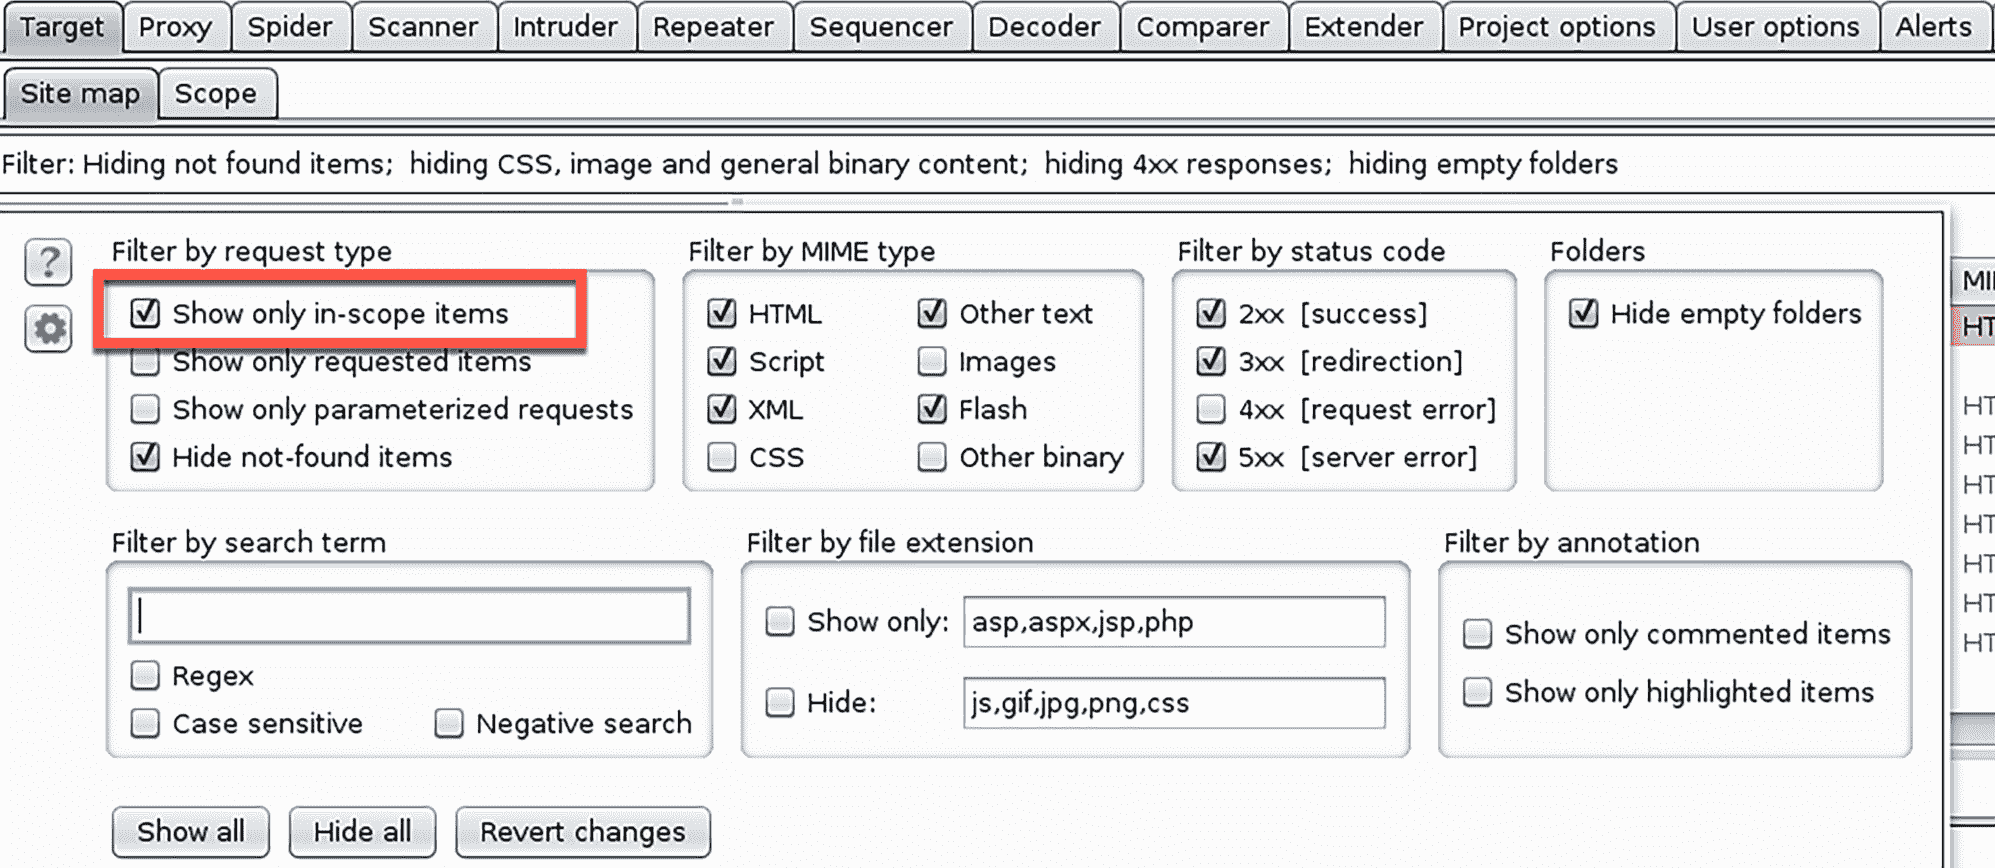 Target Proxy Spider Scanner Intruder Repeater Sequencer Decoder Comparer Extender Project options User options Alerts
Site map Scope
Filter: Hiding not found items; hiding CSS, image and general binary content; hiding 4xx responses; hiding empty folders
?
Filter by request type
Show only in-scope items
Show only requested items
Show only parameterized requests
Hide not-found items
Filter by MIME type
HTML Other text
Script Images
XML Flash
CSS Other binary
Filter by status code
2xx [success]
3xx [redirection]
4xx [request error]
5xx [server error]
Folders
Hide empty folders
Filter by search term
Regex
Case sensitive Negative search
Filter by file extension
Show only: asp,aspx,jsp,php
Hide: js,gif,jpg,png,css
Filter by annotation
Show only commented items
Show only highlighted items
Show all Hide all Revert changes
HT
HT
HT
HT
HT
HT
HT
HT